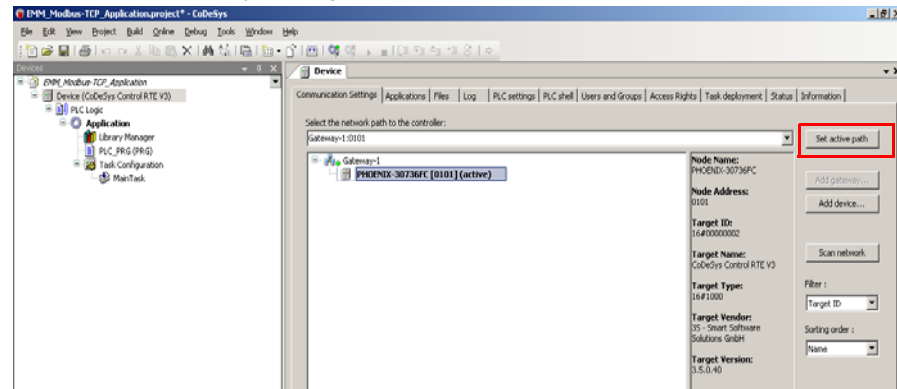 EMM_Modbus-TCP_Application.project* - CoDeSys
File Edit View Project Build Online Debug Tools Window Help
Devices
EMM_Modbus-TCP_Application
Device (CoDeSys Control RTE V3)
PLC Logic
Application
Library Manager
PLC_PRG (PRG)
Task Configuration
MainTask
Device
Communication Settings Applications Files Log PLC settings PLC shell Users and Groups Access Rights Task deployment Status Information
Select the network path to the controller:
Gateway-1:0101
Set active path
Gateway-1
PHOENIX-30736FC [0101] (active)
Node Name:
PHOENIX-30736FC
Node Address:
0101
Target ID:
16#00000002
Target Name:
CoDeSys Control RTE V3
Target Type:
16#1000
Target Vendor:
3S - Smart Software
Solutions GmbH
Target Version:
3.5.0.40
Add gateway...
Add device...
Scan network
Filter :
Target ID
Sorting order :
Name